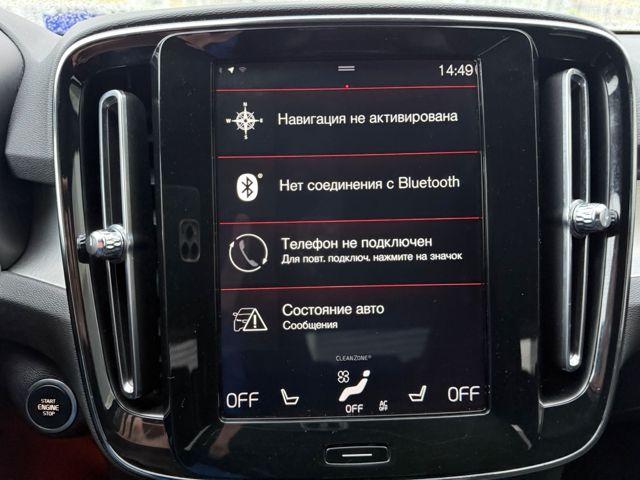 14:49
N
W E
S
Навигация не активирована
Нет соединения с Bluetooth
Телефон не подключен
Для повт. подключ. нажмите на значок
Состояние авто
Сообщения
CLEANZONE®
OFF
OFF
AC
OFF
OFF
START
ENGINE
STOP